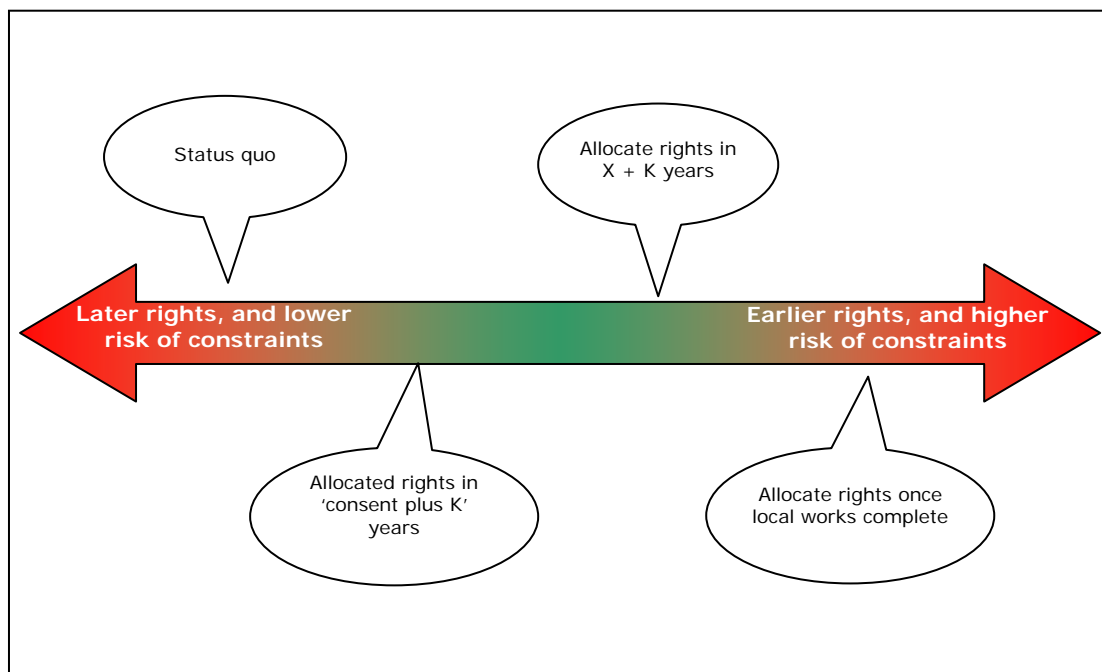 Status quo
Allocate rights in
X + K years
Later rights, and lower
risk of constraints
Earlier rights, and higher
risk of constraints
Allocated rights in
‘consent plus K’
years
Allocate rights once
local works complete